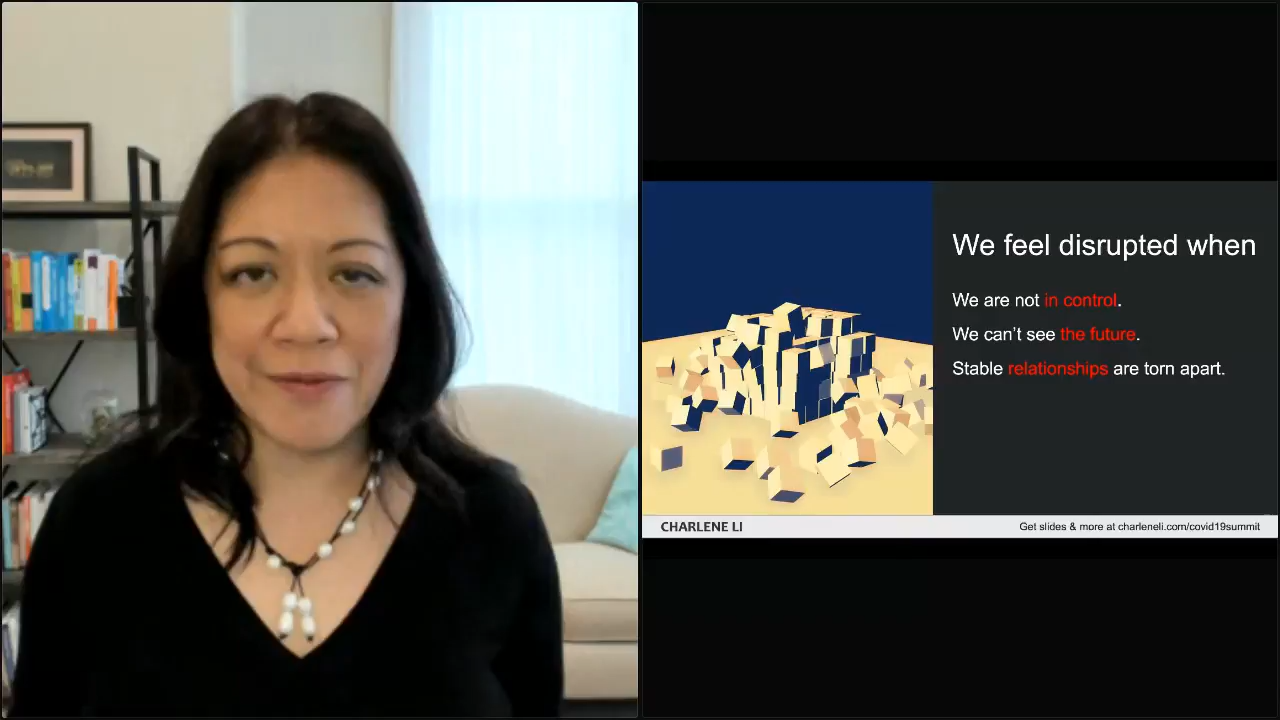 We feel disrupted when
We are not in control.
We can't see the future.
Stable relationships are torn apart.
CHARLENE LI
Get slides & more at charleneli.com/covid19summit